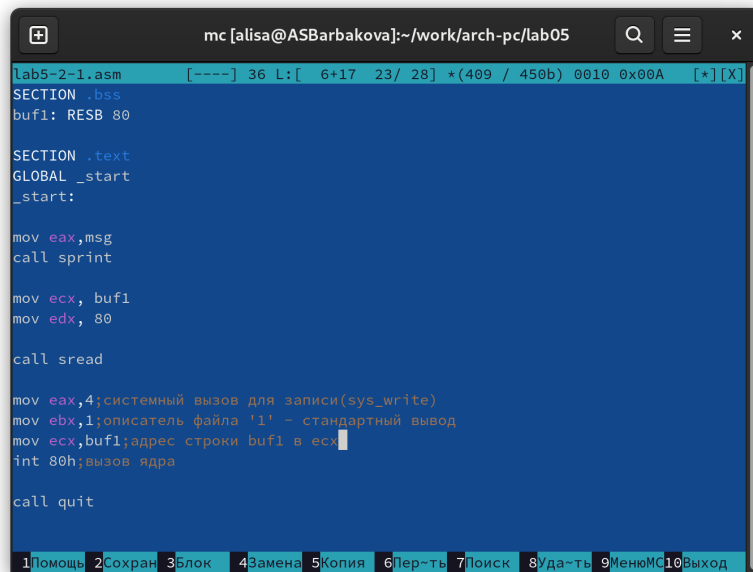 mc [alisa@ASBarbakova]:~/work/arch-pc/lab05
lab5-2-1.asm [----] 36 L:[ 6+17 23/ 28] *(409 / 450b) 0010 0x00A [*][X]
SECTION .bss
buf1: RESB 80
SECTION .text
GLOBAL _start
_start:
mov eax,msg
call sprint
mov ecx, buf1
mov edx, 80
call sread
mov eax,4;системный вызов для записи(sys_write)
mov ebx,1;описатель файла '1' - стандартный вывод
mov ecx,buf1;адрес строки buf1 в ecx
int 80h;вызов ядра
call quit
1Помощь 2Сохран 3Блок 4Замена 5Копия 6Пер~ть 7Поиск 8Уда~ть 9МенюМС 10Выход